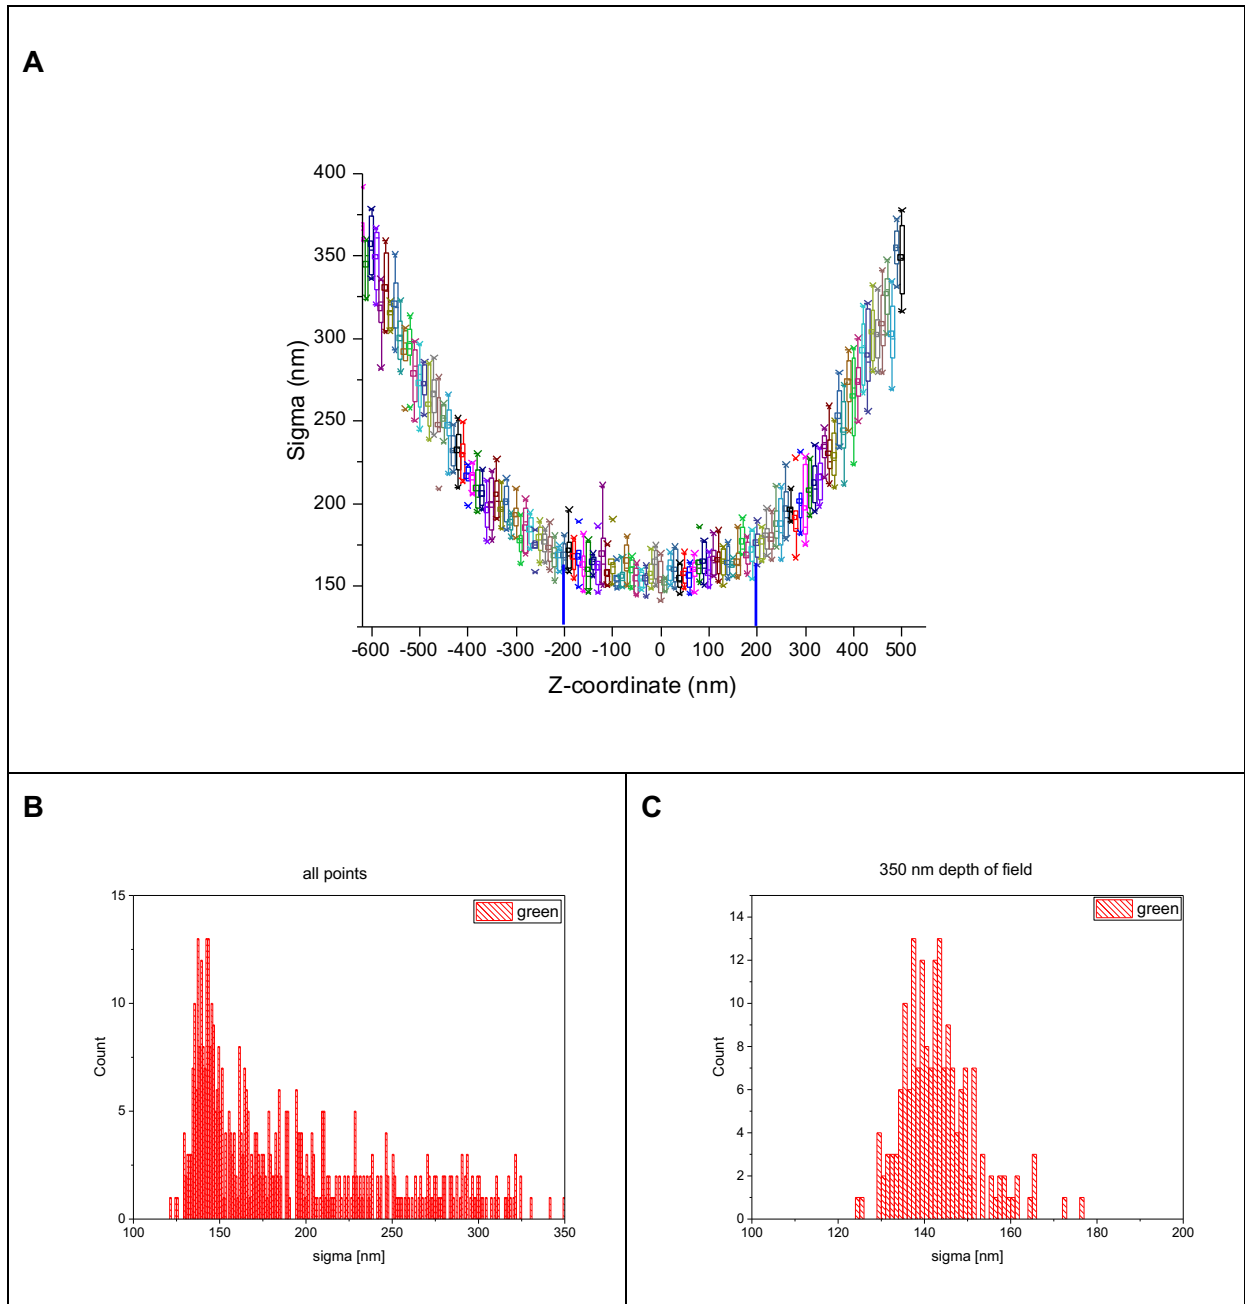 A
400
350
300
250
200
150
Sigma (nm)
-600 -500 -400 -300 -200 -100 0 100 200 300 400 500
Z-coordinate (nm)
B
all points
green
15
10
5
0
Count
100 150 200 250 300 350
sigma [nm]
C
350 nm depth of field
green
14
12
10
8
6
4
2
0
Count
100 120 140 160 180 200
sigma [nm]